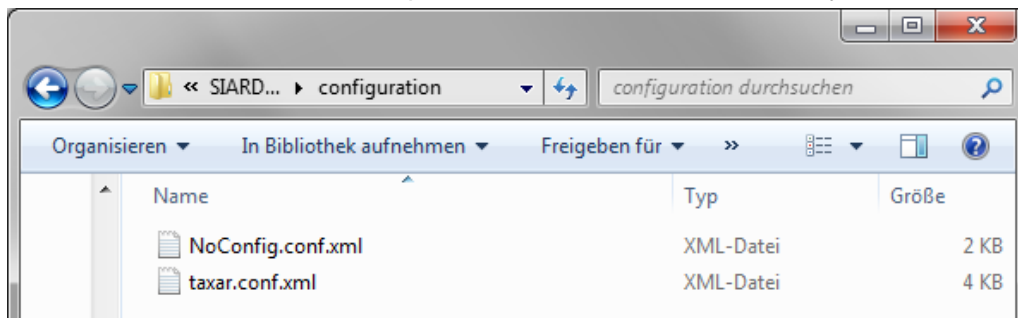 « SIARD... ▸ configuration
configuration durchsuchen
Organisieren ▼ In Bibliothek aufnehmen ▼ Freigeben für ▼ »
Name Typ Größe
NoConfig.conf.xml XML-Datei 2 KB
taxar.conf.xml XML-Datei 4 KB